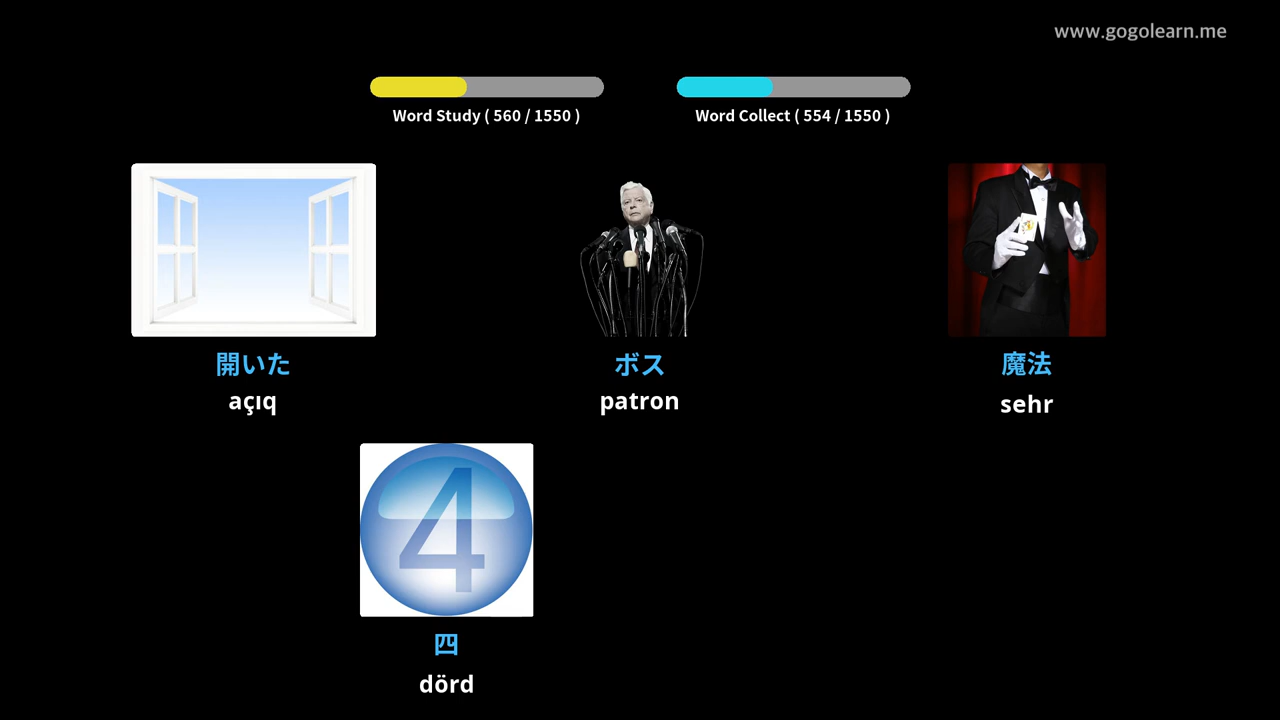 www.gogolearn.me
Word Study ( 560 / 1550 )
Word Collect ( 554 / 1550 )
開いた
ボス
魔法
açıq
patron
sehr
4
四
dörd